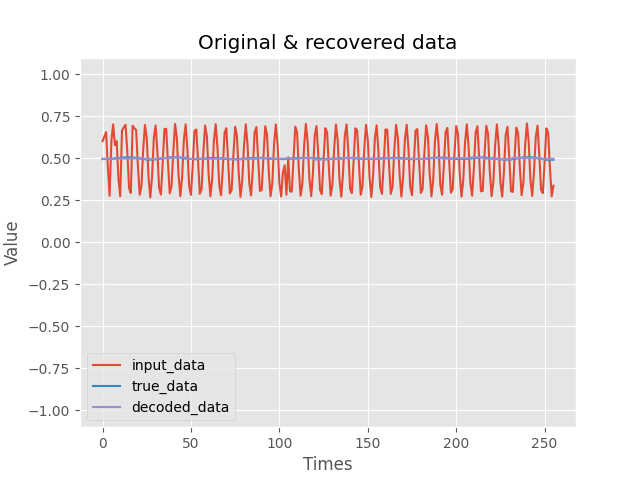 Original & recovered data
1.00
0.75
0.50
0.25
0.00
−0.25
−0.50
−0.75
−1.00
Value
input_data
true_data
decoded_data
0 50 100 150 200 250
Times